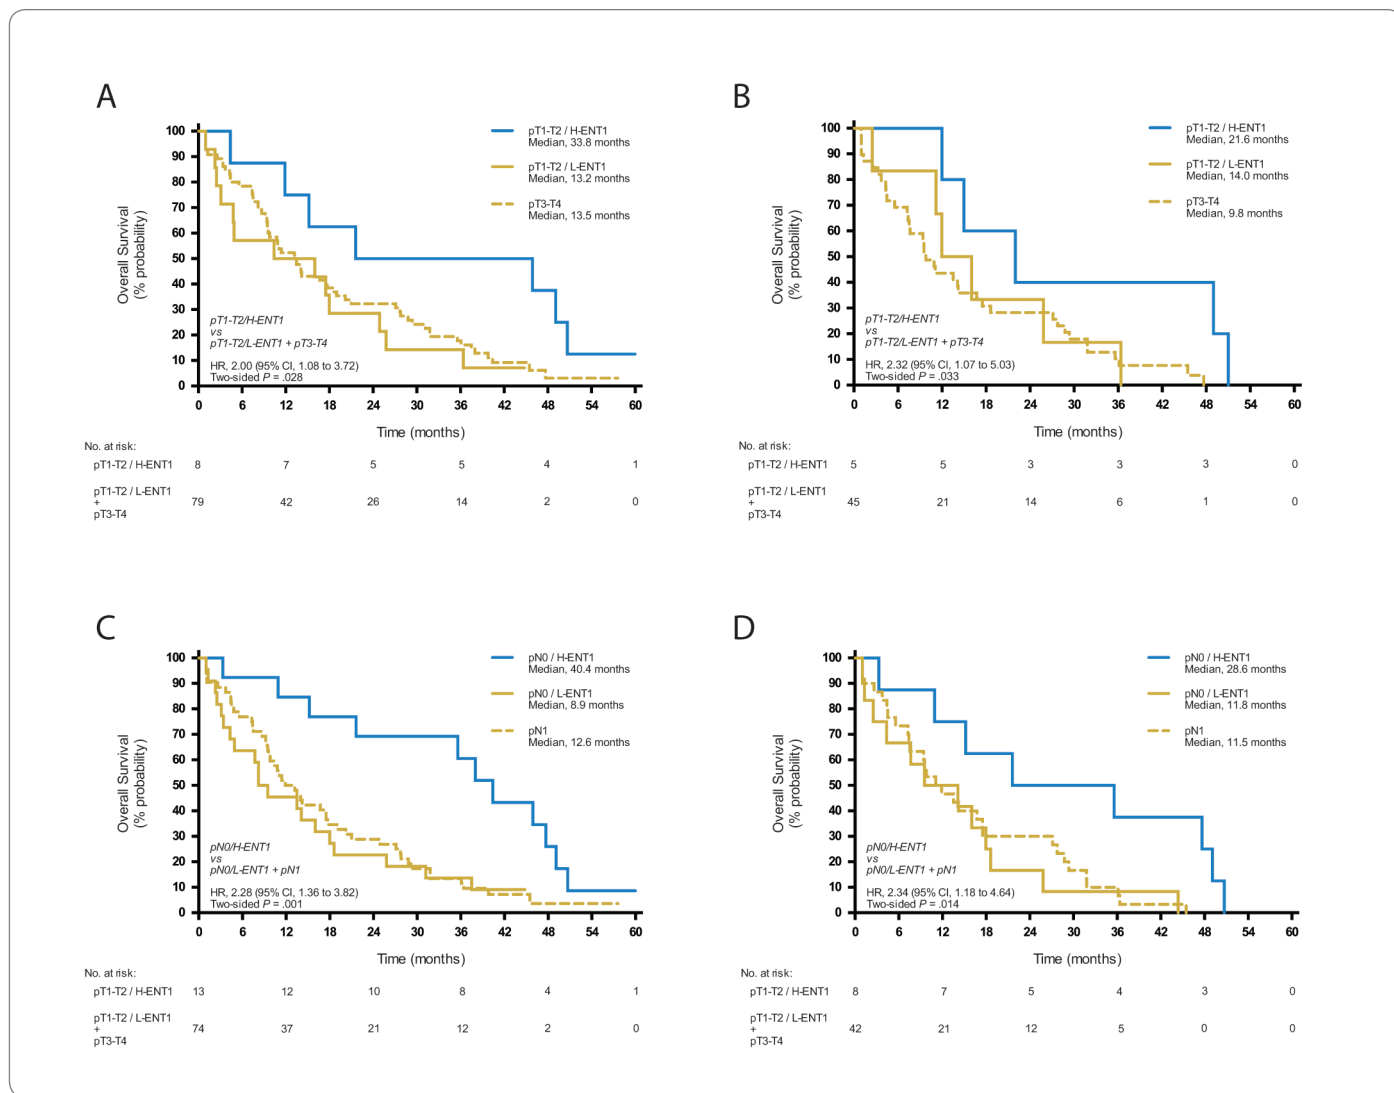 A
100
90
80
70
60
50
40
30
20
10
0
Overall Survival
(% probability)
pT1-T2 / H-ENT1
Median, 33.8 months
pT1-T2 / L-ENT1
Median, 13.2 months
pT3-T4
Median, 13.5 months
pT1-T2/H-ENT1
vs
pT1-T2/L-ENT1 + pT3-T4
HR, 2.00 (95% CI, 1.08 to 3.72)
Two-sided P = .028
0 6 12 18 24 30 36 42 48 54 60
Time (months)
No. at risk:
pT1-T2 / H-ENT1 8 7 5 5 4 1
pT1-T2 / L-ENT1
+ 79 42 26 14 2 0
pT3-T4
B
100
90
80
70
60
50
40
30
20
10
0
Overall Survival
(% probability)
pT1-T2 / H-ENT1
Median, 21.6 months
pT1-T2 / L-ENT1
Median, 14.0 months
pT3-T4
Median, 9.8 months
pT1-T2/H-ENT1
vs
pT1-T2/L-ENT1 + pT3-T4
HR, 2.32 (95% CI, 1.07 to 5.03)
Two-sided P = .033
0 6 12 18 24 30 36 42 48 54 60
Time (months)
No. at risk:
pT1-T2 / H-ENT1 5 5 3 3 3 0
pT1-T2 / L-ENT1
+ 45 21 14 6 1 0
pT3-T4
C
100
90
80
70
60
50
40
30
20
10
0
Overall Survival
(% probability)
pN0 / H-ENT1
Median, 40.4 months
pN0 / L-ENT1
Median, 8.9 months
pN1
Median, 12.6 months
pN0/H-ENT1
vs
pN0/L-ENT1 + pN1
HR, 2.28 (95% CI, 1.36 to 3.82)
Two-sided P = .001
0 6 12 18 24 30 36 42 48 54 60
Time (months)
No. at risk:
pT1-T2 / H-ENT1 13 12 10 8 4 1
pT1-T2 / L-ENT1
+ 74 37 21 12 2 0
pT3-T4
D
100
90
80
70
60
50
40
30
20
10
0
Overall Survival
(% probability)
pN0 / H-ENT1
Median, 28.6 months
pN0 / L-ENT1
Median, 11.8 months
pN1
Median, 11.5 months
pN0/H-ENT1
vs
pN0/L-ENT1 + pN1
HR, 2.34 (95% CI, 1.18 to 4.64)
Two-sided P = .014
0 6 12 18 24 30 36 42 48 54 60
Time (months)
No. at risk:
pT1-T2 / H-ENT1 8 7 5 4 3 0
pT1-T2 / L-ENT1
+ 42 21 12 5 0 0
pT3-T4